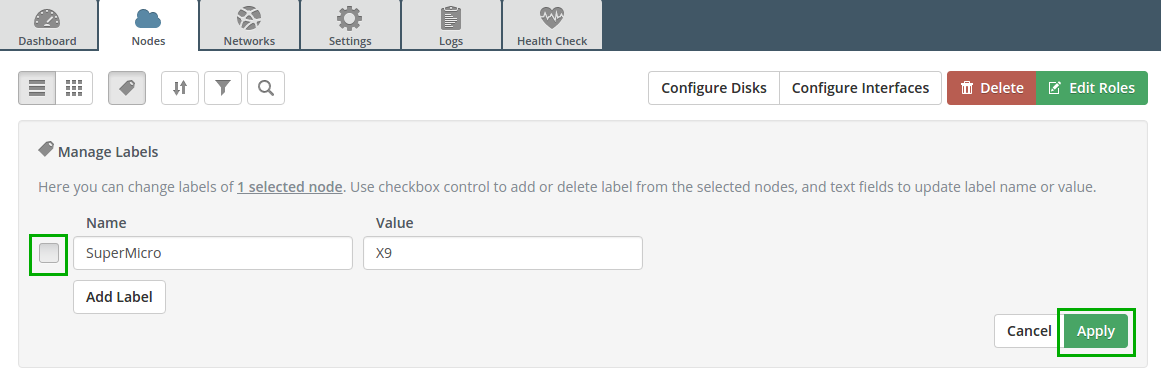 Dashboard Nodes Networks Settings Logs Health Check
Configure Disks Configure Interfaces Delete Edit Roles
Manage Labels
Here you can change labels of 1 selected node. Use checkbox control to add or delete label from the selected nodes, and text fields to update label name or value.
Name Value
SuperMicro X9
Add Label
Cancel Apply